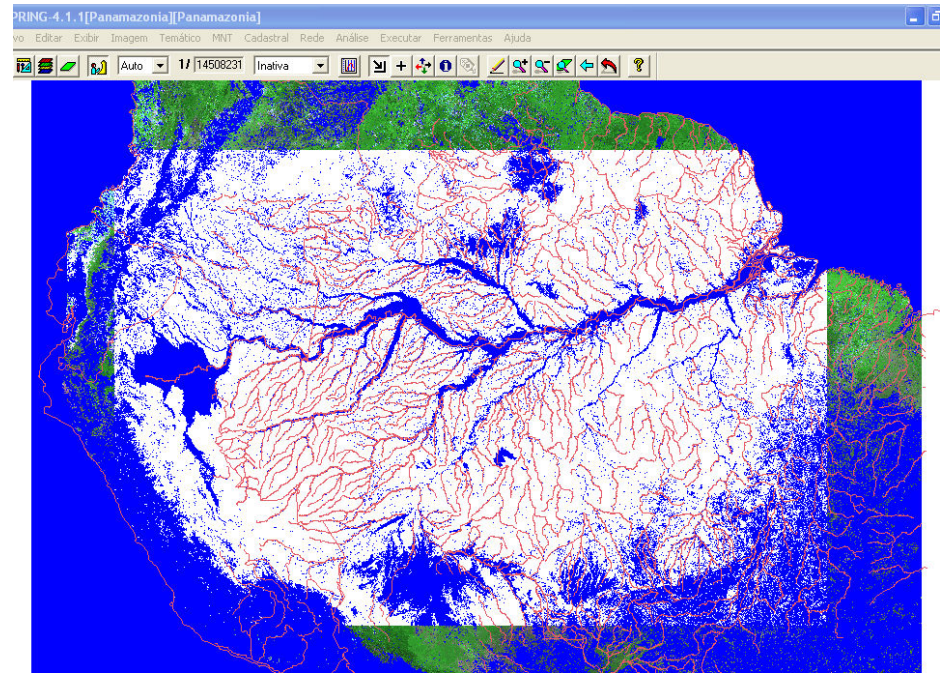 PRING-4.1.1[Panamazonia][Panamazonia]
vo Editar Exibir Imagem Temático MNT Cadastral Rede Análise Executar Ferramentas Ajuda
Auto 1/ 14508231 Inativa